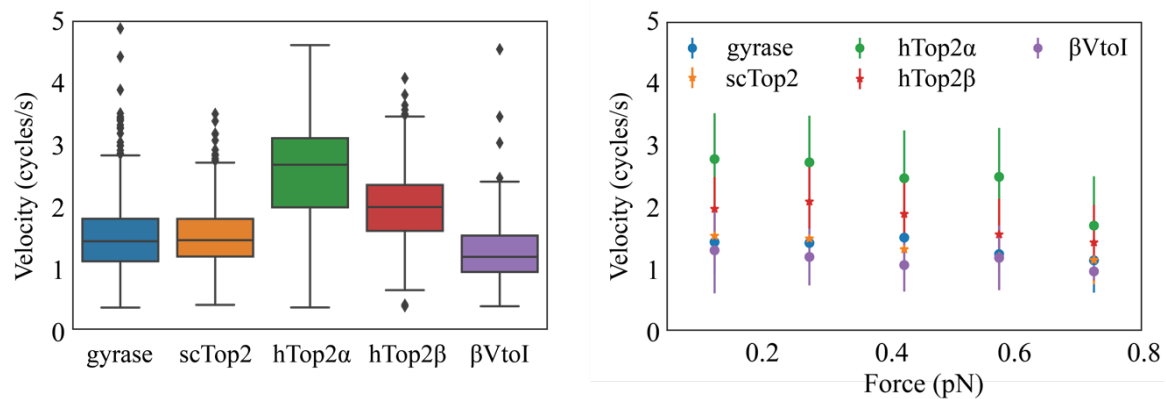 Velocity (cycles/s)
5
4
3
2
1
0
gyrase scTop2 hTop2α hTop2β βVtoI
Velocity (cycles/s)
5
4
3
2
1
0
gyrase hTop2α βVtoI
scTop2 hTop2β
0.2 0.4 0.6 0.8
Force (pN)